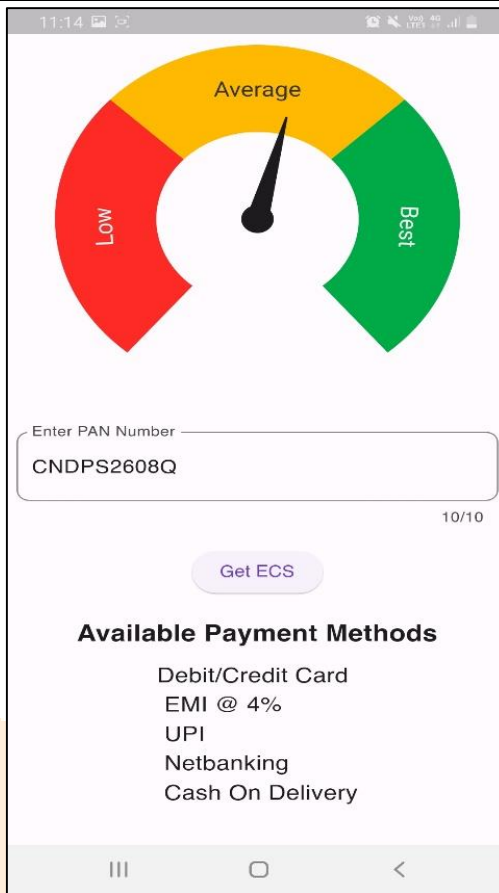 11:14
Average
Low
Best
Enter PAN Number
CNDPS2608Q
10/10
Get ECS
Available Payment Methods
Debit/Credit Card
EMI @ 4%
UPI
Netbanking
Cash On Delivery